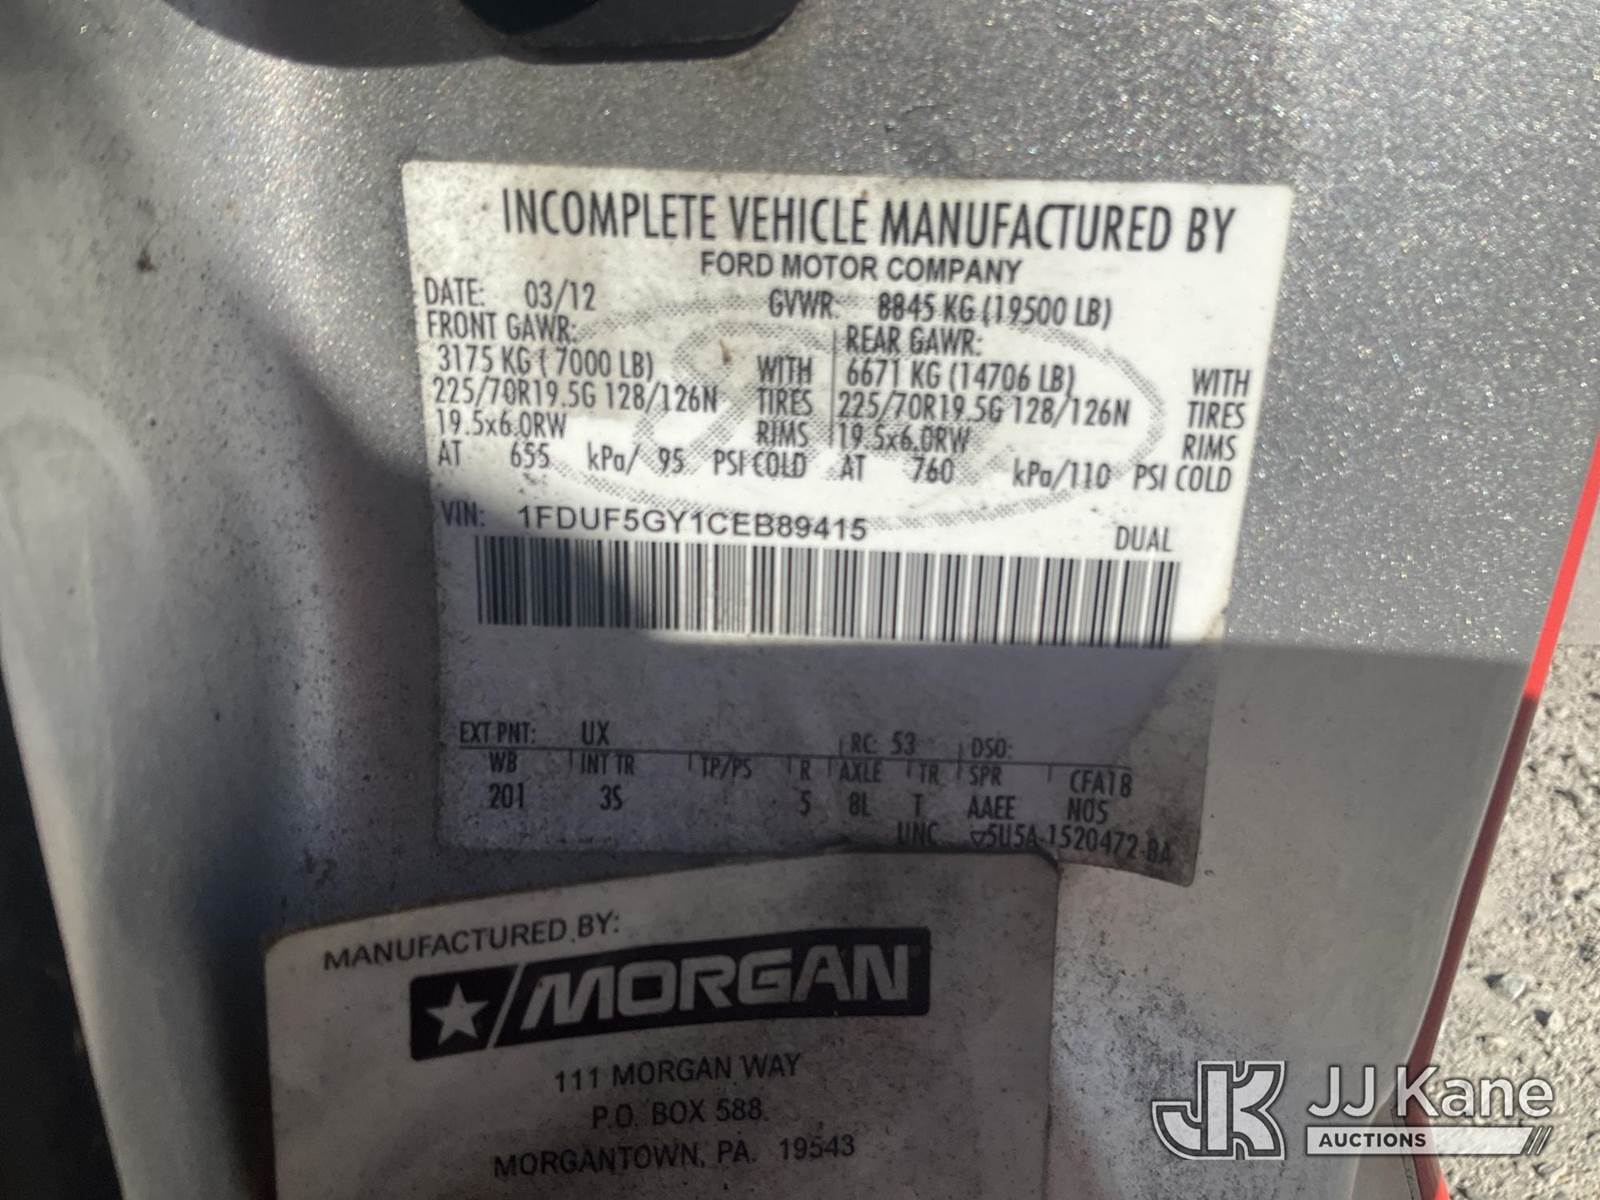 INCOMPLETE VEHICLE MANUFACTURED BY
FORD MOTOR COMPANY
DATE: 03/12 GVWR: 8845 KG (19500 LB)
FRONT GAWR: REAR GAWR:
3175 KG ( 7000 LB) WITH 6671 KG (14706 LB) WITH
225/70R19.5G 128/126N TIRES 225/70R19.5G 128/126N TIRES
19.5x6.0RW RIMS 19.5x6.0RW RIMS
AT 655 kPa/ 95 PSI COLD AT 760 kPa/110 PSI COLD
VIN: 1FDUF5GY1CEB89415 DUAL
EXT PNT: UX RC: 53 DSO:
WB INT TR TP/PS R AXLE TR SPR CFA18
201 3S 5 8L T AAEE N05
UNC ▽5U5A-1520472-BA
MANUFACTURED BY:
MORGAN
111 MORGAN WAY
P.O. BOX 588
MORGANTOWN, PA. 19543
JK JJ Kane
AUCTIONS